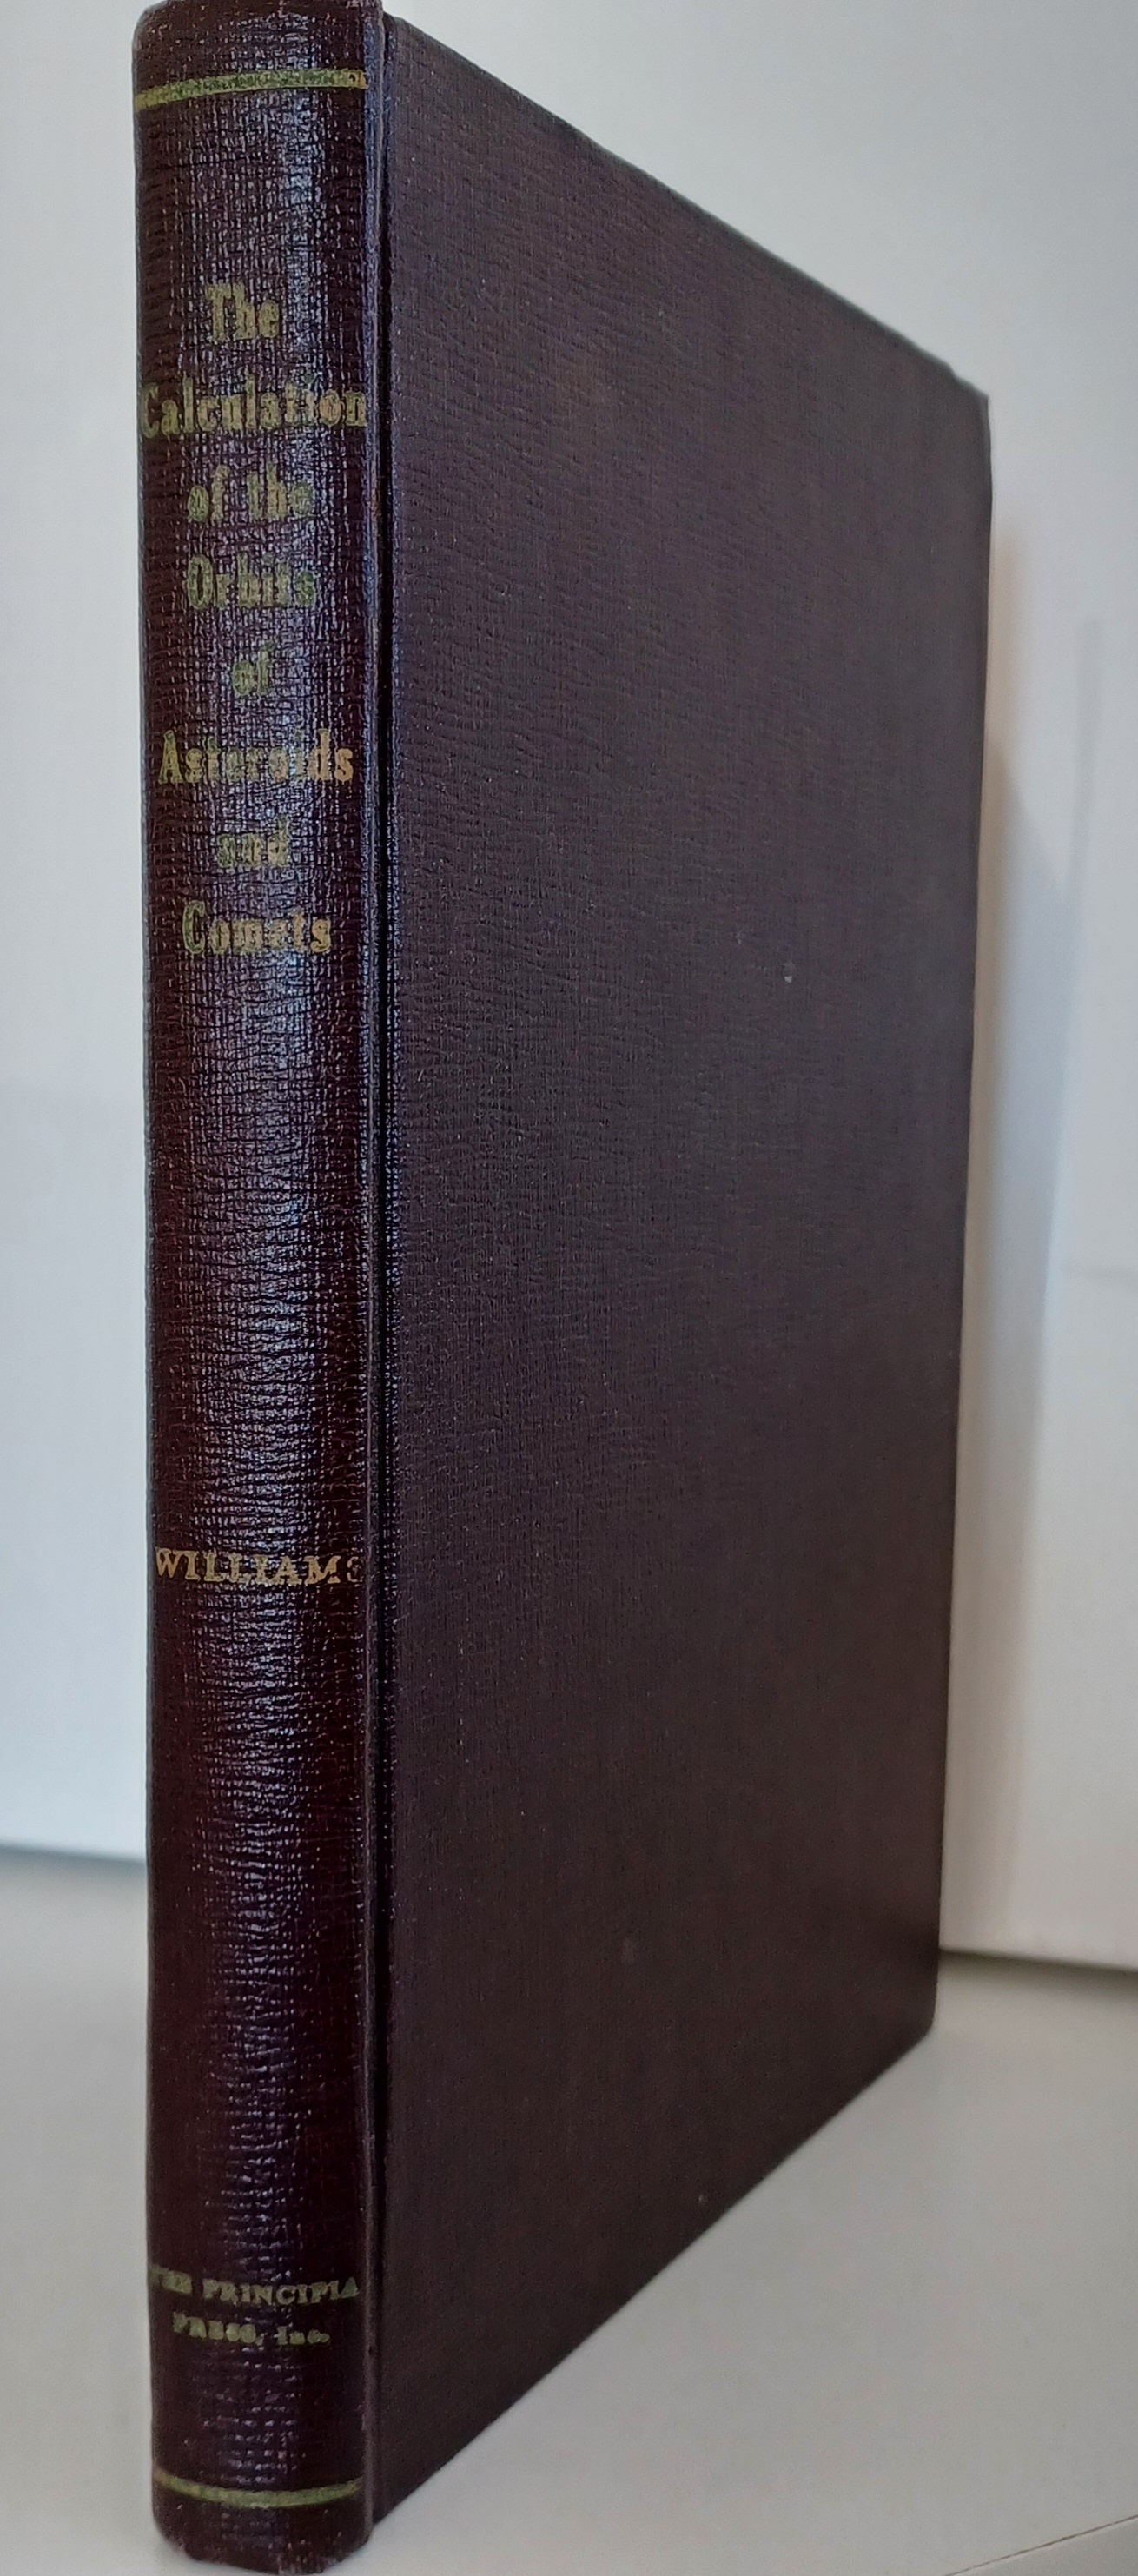 The
Calculation
of the
Orbits
of
Asteroids
and
Comets
WILLIAMS
THE PRINCIPIA
PRESS, Inc.